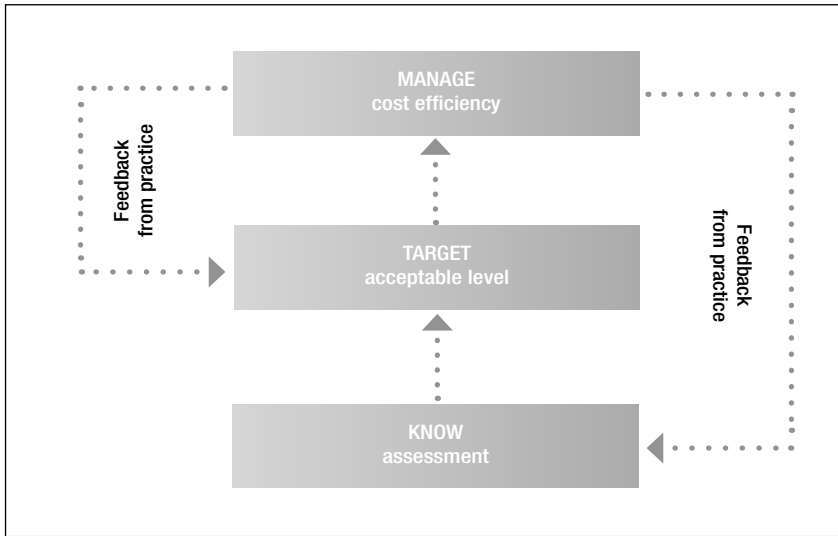 MANAGE
cost efficiency
Feedback
from practice
TARGET
acceptable level
Feedback
from practice
KNOW
assessment